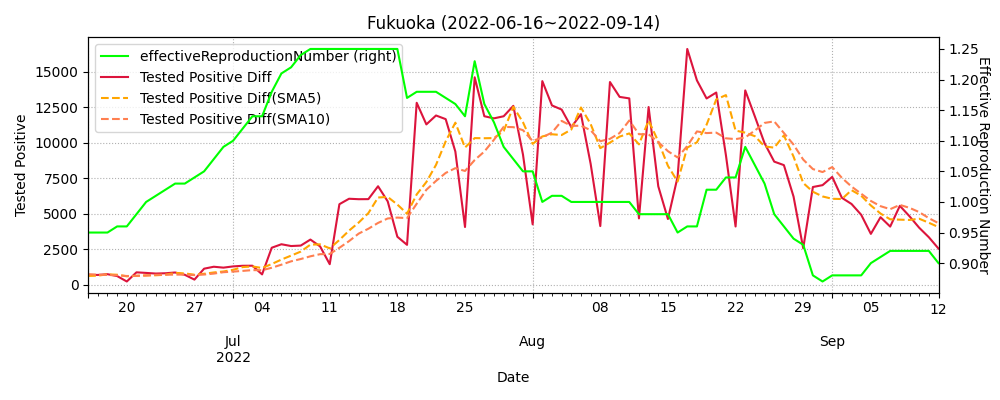 Fukuoka (2022-06-16~2022-09-14)
effectiveReproductionNumber (right)
Tested Positive Diff
Tested Positive Diff(SMA5)
Tested Positive Diff(SMA10)
Tested Positive
15000
12500
10000
7500
5000
2500
0
1.25
1.20
1.15
1.10
1.05
1.00
0.95
0.90
Effective Reproduction Number
20 27 04 11 18 25 08 15 22 29 05 12
Jul Aug Sep
2022
Date